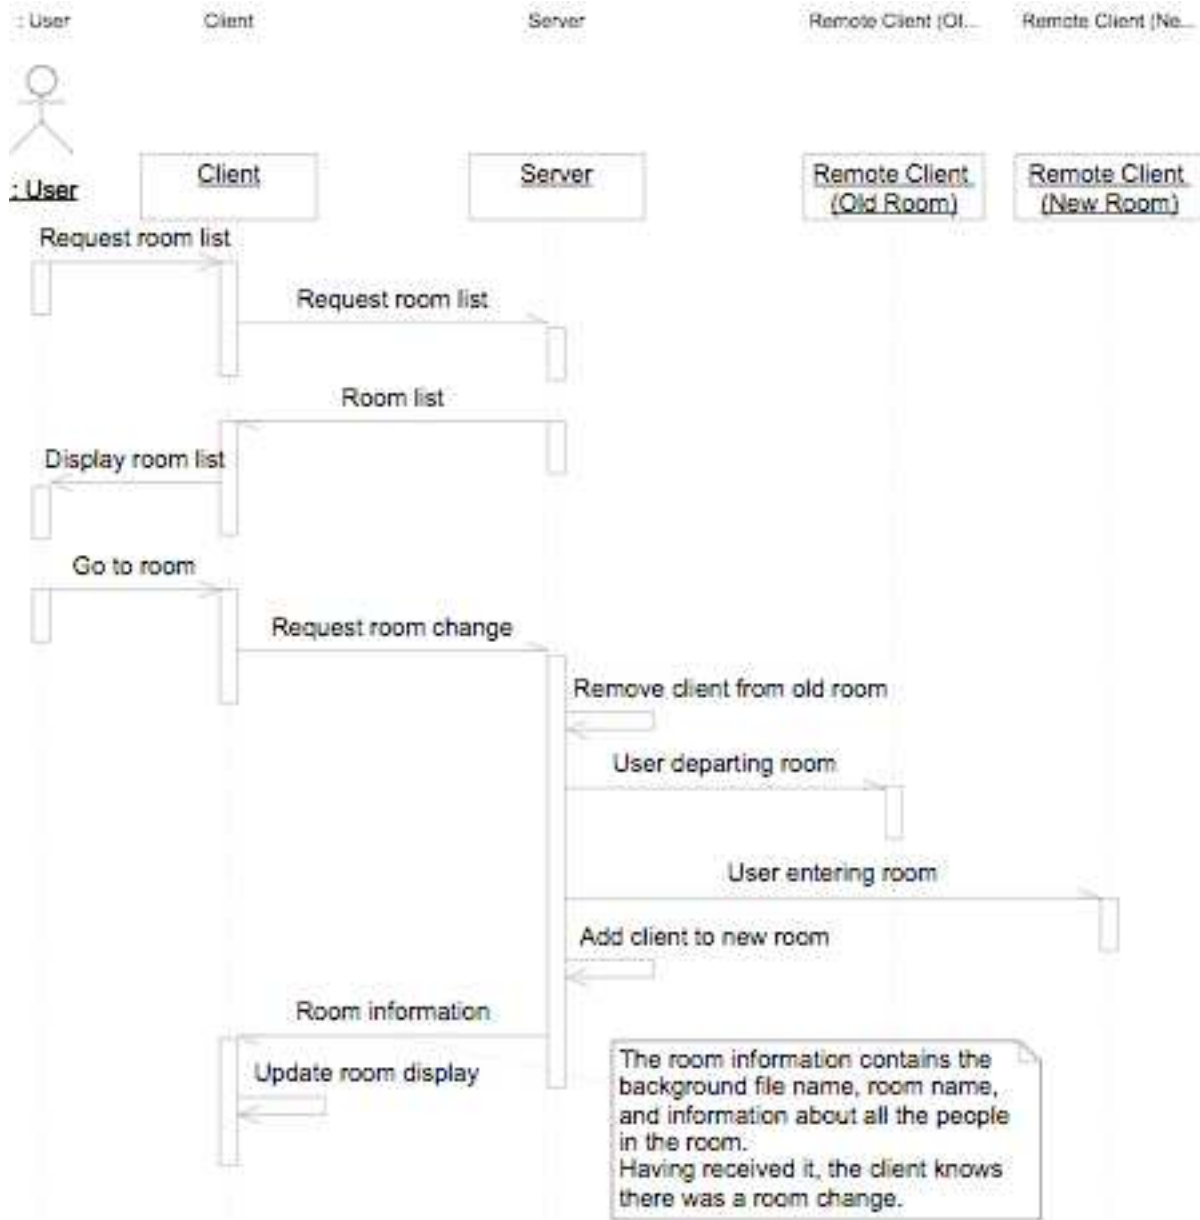 : User
Client
Server
Remote Client (Ol...
Remote Client (Ne...
: User
Client
Server
Remote Client
(Old Room)
Remote Client
(New Room)
Request room list
Request room list
Room list
Display room list
Go to room
Request room change
Remove client from old room
User departing room
User entering room
Add client to new room
Room information
Update room display
The room information contains the
background file name, room name,
and information about all the people
in the room.
Having received it, the client knows
there was a room change.